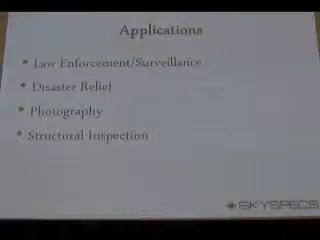 Applications
* Law Enforcement/Surveillance
* Disaster Relief
* Photography
* Structural Inspection
SKYSPECS